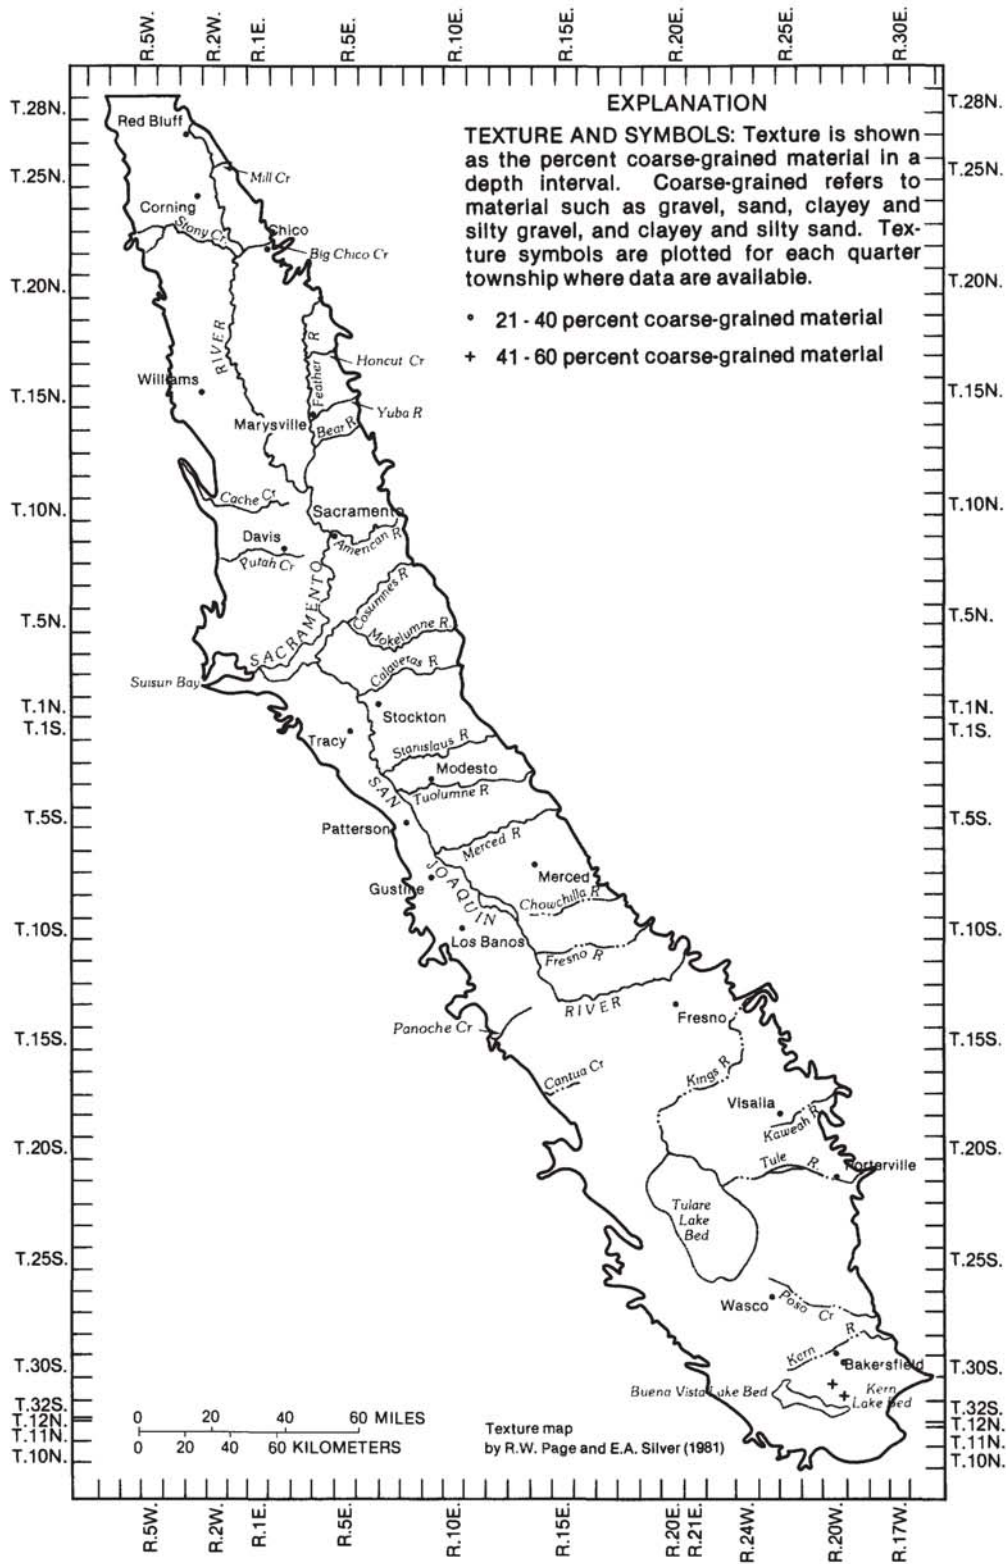 R.5W. R.2W. R.1E. R.5E. R.10E. R.15E. R.20E. R.25E. R.30E.
T.28N. T.28N.
EXPLANATION
TEXTURE AND SYMBOLS: Texture is shown
as the percent coarse-grained material in a
depth interval. Coarse-grained refers to
material such as gravel, sand, clayey and
silty gravel, and clayey and silty sand. Tex-
ture symbols are plotted for each quarter
township where data are available.
° 21 - 40 percent coarse-grained material
+ 41 - 60 percent coarse-grained material
Red Bluff
Mill Cr
T.25N. T.25N.
Corning
Stony Cr.
Chico
Big Chico Cr
T.20N. T.20N.
RIVER
Feather R
Honcut Cr
Williams
T.15N. T.15N.
Yuba R
Marysville
Bear R
Cache Cr
T.10N. T.10N.
Sacramento
Davis
American R
Putah Cr
SACRAMENTO
Cosumnes R
T.5N. T.5N.
Mokelumne R.
Calaveras R
Suisun Bay
T.1N. T.1N.
Stockton
T.1S. T.1S.
Tracy
Stanislaus R
Modesto
SAN
Tuolumne R
T.5S. T.5S.
Patterson
Merced R
JOAQUIN
Merced
Gustine
Chowchilla R
T.10S. T.10S.
Los Banos
Fresno R
RIVER
Fresno
Panoche Cr
T.15S. T.15S.
Cantua Cr
Kings R
Visalia
Kaweah R
T.20S. T.20S.
Tule R.
Porterville
Tulare
Lake
Bed
T.25S. T.25S.
Wasco
Poso Cr
Kern R
T.30S. T.30S.
Bakersfield
Buena Vista Lake Bed
Kern
Lake Bed
T.32S. T.32S.
T.12N. T.12N.
T.11N. T.11N.
T.10N. T.10N.
0 20 40 60 MILES
0 20 40 60 KILOMETERS
Texture map
by R.W. Page and E.A. Silver (1981)
R.5W. R.2W. R.1E. R.5E. R.10E. R.15E. R.20E. R.21E. R.24W. R.20W. R.17W.